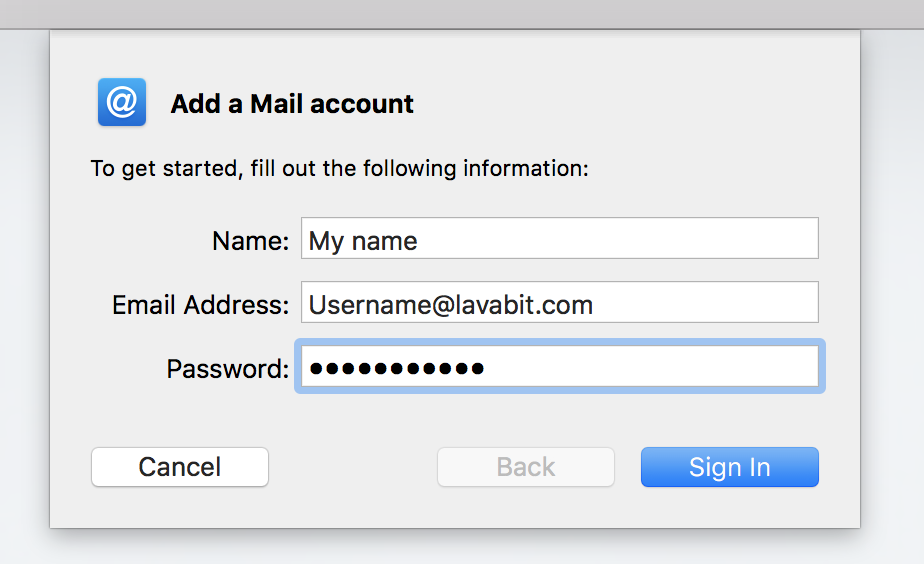 @ Add a Mail account
To get started, fill out the following information:
Name: My name
Email Address: Username@lavabit.com
Password: •••••••••••
Cancel Back Sign In